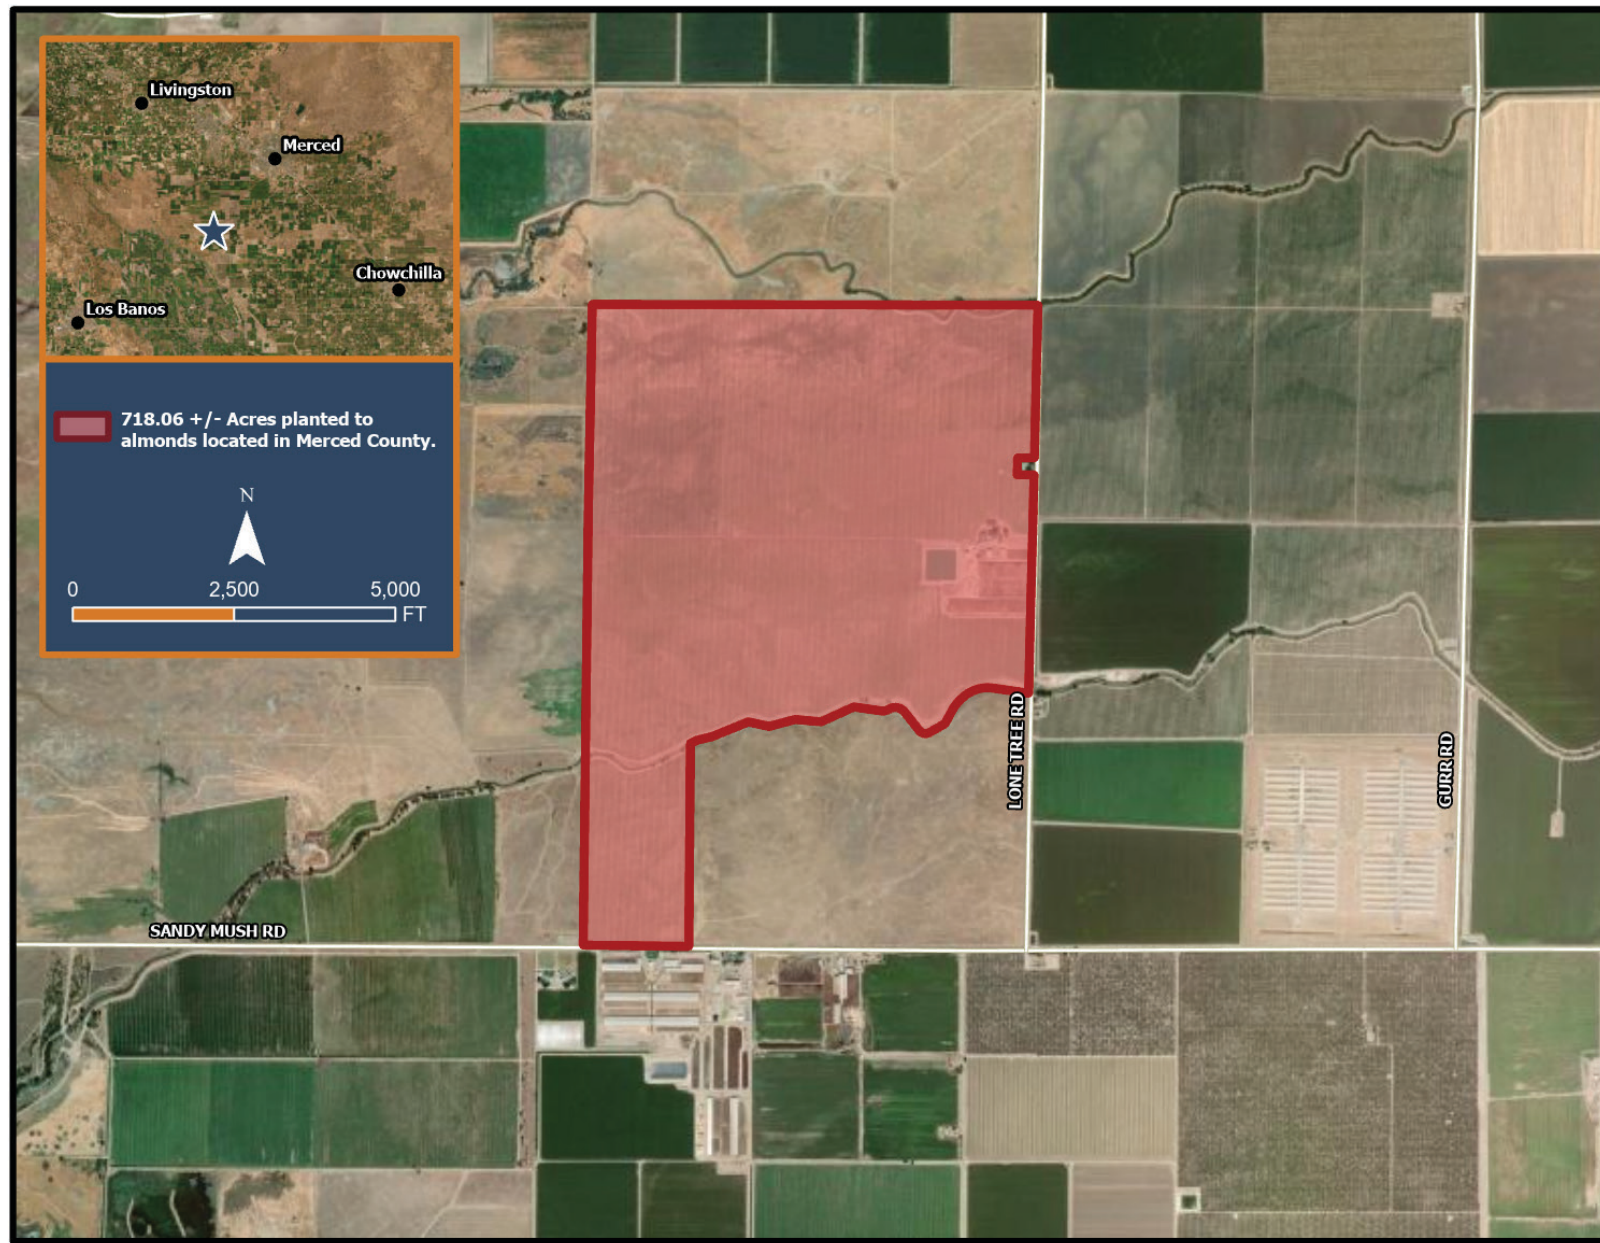 Livingston
Merced
Chowchilla
Los Banos
718.06 +/- Acres planted to
almonds located in Merced County.
N
0 2,500 5,000
FT
LONE TREE RD
GURR RD
SANDY MUSH RD